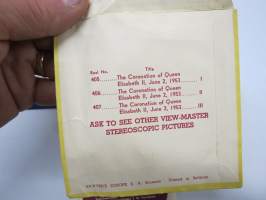 Reel No. Title
405 ......The Coronation of Queen
Elizabeth II, June 2, 1953...... I
406 ......The Coronation of Queen
Elizabeth II, June 2, 1953...... II
407 ......The Coronation of Queen
Elizabeth II, June 2, 1953...... III
ASK TO SEE OTHER VIEW-MASTER
STEREOSCOPIC PICTURES
EUROPE S. A. Printed in Belgium